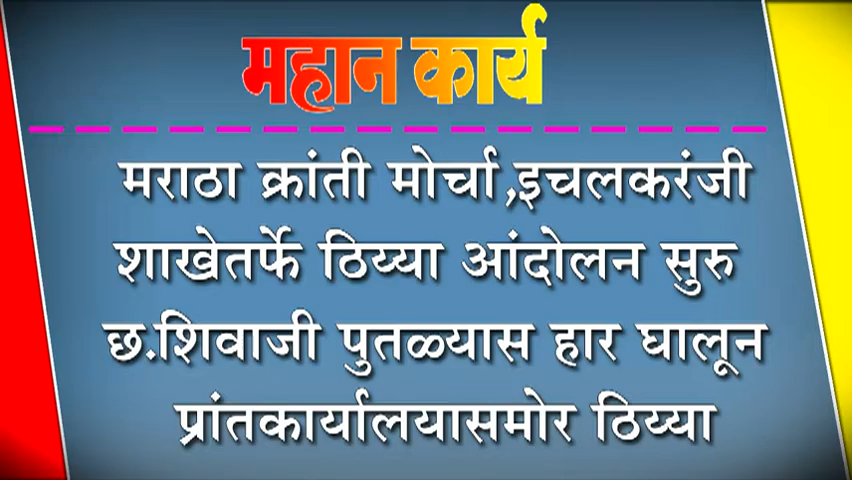 महान कार्य
मराठा क्रांती मोर्चा,इचलकरंजी
शाखेतर्फे ठिय्या आंदोलन सुरु
छ.शिवाजी पुतळ्यास हार घालून
प्रांतकार्यालयासमोर ठिय्या